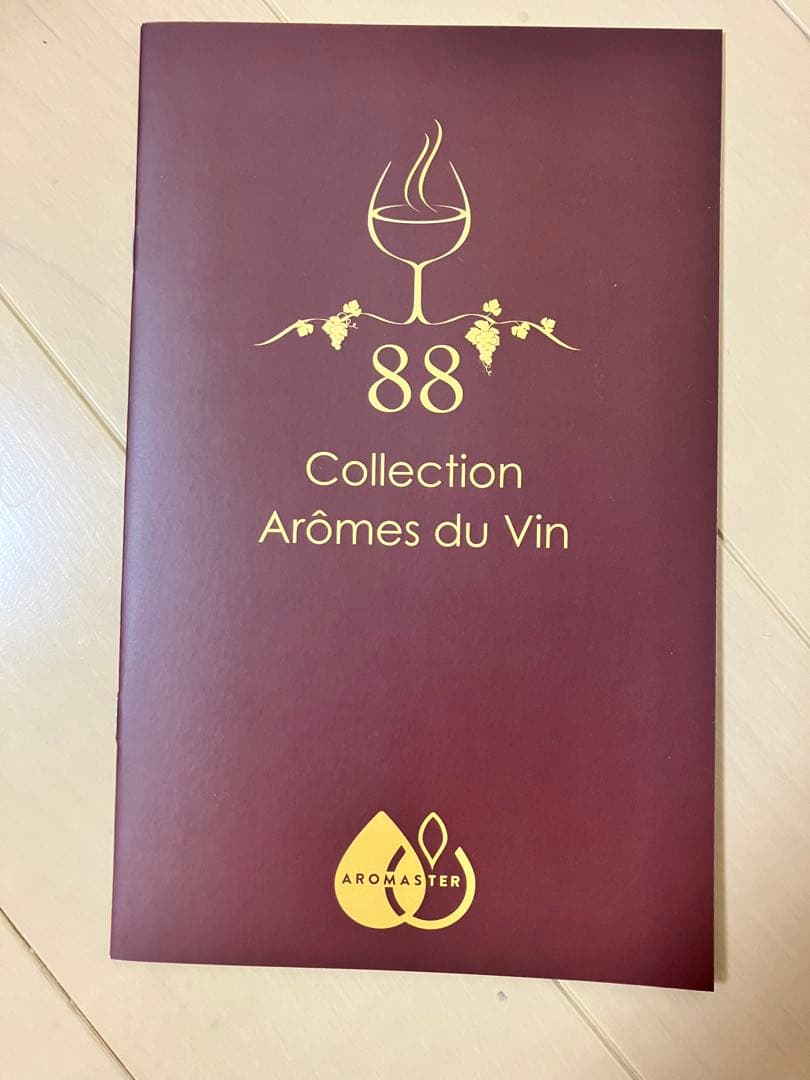 88
Collection
Arômes du Vin
AROMASTER